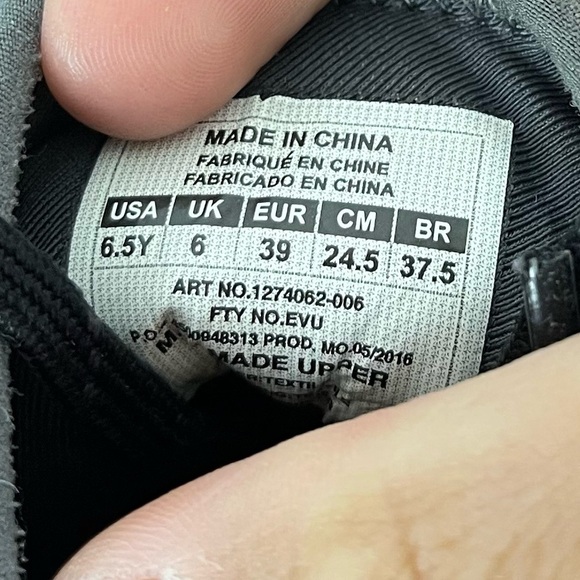 MADE IN CHINA
FABRIQUÉ EN CHINE
FABRICADO EN CHINA
USA UK EUR CM BR
6.5Y 6 39 24.5 37.5
ART NO.1274062-006
FTY NO.EVU
P.O. 0948313 PROD. MO.05/2016
MADE UPPER